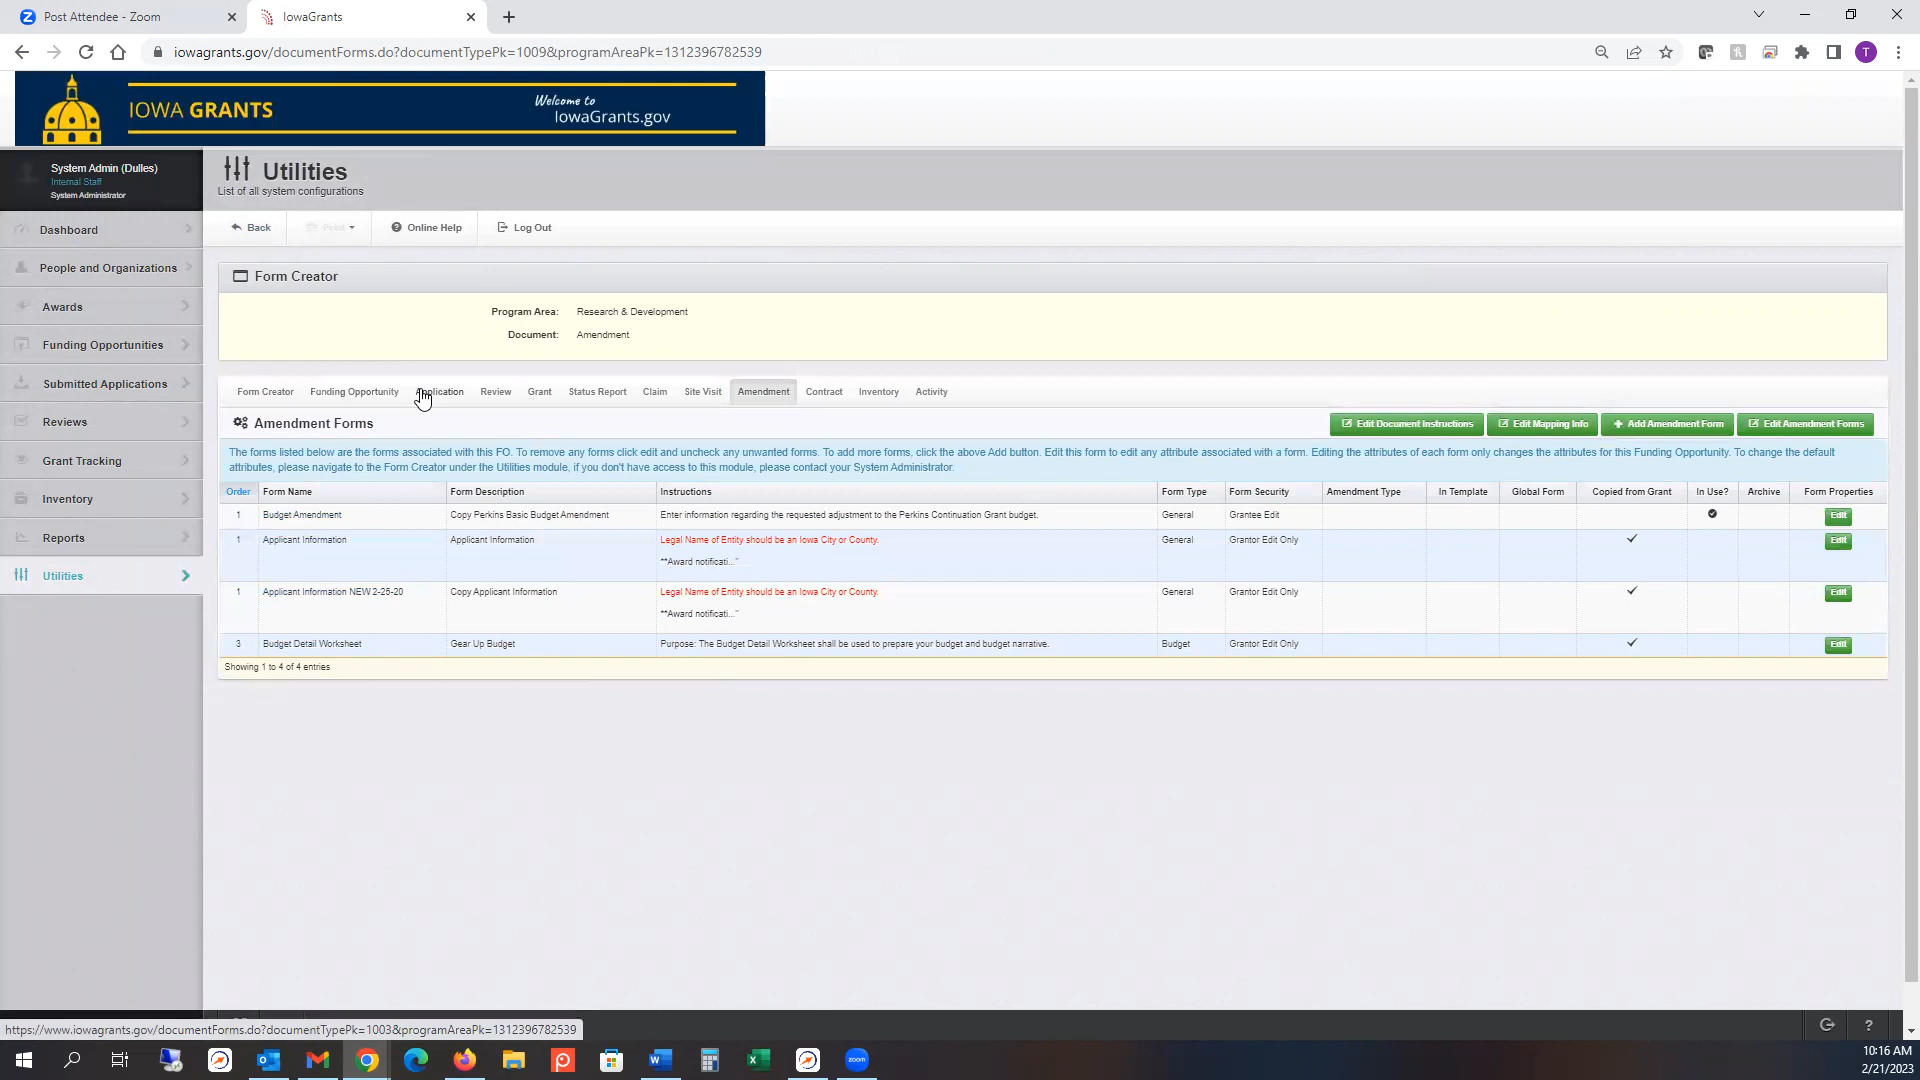 Post Attendee - Zoom
IowaGrants
iowagrants.gov/documentForms.do?documentTypePk=1009&programAreaPk=1312396782539
T
IOWA GRANTS
Welcome to
IowaGrants.gov
System Admin (Dulles)
Internal Staff
System Administrator
Utilities
List of all system configurations
Back
Print
Online Help
Log Out
Dashboard
People and Organizations
Awards
Funding Opportunities
Submitted Applications
Reviews
Grant Tracking
Inventory
Reports
Utilities
Form Creator
Program Area: Research & Development
Document: Amendment
Form Creator Funding Opportunity Application Review Grant Status Report Claim Site Visit Amendment Contract Inventory Activity
Amendment Forms
Edit Document Instructions
Edit Mapping Info
Add Amendment Form
Edit Amendment Forms
The forms listed below are the forms associated with this FO. To remove any forms click edit and uncheck any unwanted forms. To add more forms, click the above Add button. Edit this form to edit any attribute associated with a form. Editing the attributes of each form only changes the attributes for this Funding Opportunity. To change the default
attributes, please navigate to the Form Creator under the Utilities module, if you don't have access to this module, please contact your System Administrator.
Order Form Name Form Description Instructions Form Type Form Security Amendment Type In Template Global Form Copied from Grant In Use? Archive Form Properties
1 Budget Amendment Copy Perkins Basic Budget Amendment Enter information regarding the requested adjustment to the Perkins Continuation Grant budget. General Grantee Edit Edit
1 Applicant Information Applicant Information Legal Name of Entity should be an Iowa City or County. General Grantor Edit Only Edit
**Award notificati..."
1 Applicant Information NEW 2-25-20 Copy Applicant Information Legal Name of Entity should be an Iowa City or County. General Grantor Edit Only Edit
**Award notificati..."
3 Budget Detail Worksheet Gear Up Budget Purpose: The Budget Detail Worksheet shall be used to prepare your budget and budget narrative. Budget Grantor Edit Only Edit
Showing 1 to 4 of 4 entries
https://www.iowagrants.gov/documentForms.do?documentTypePk=1003&programAreaPk=1312396782539
?
zoom
10:16 AM
2/21/2023